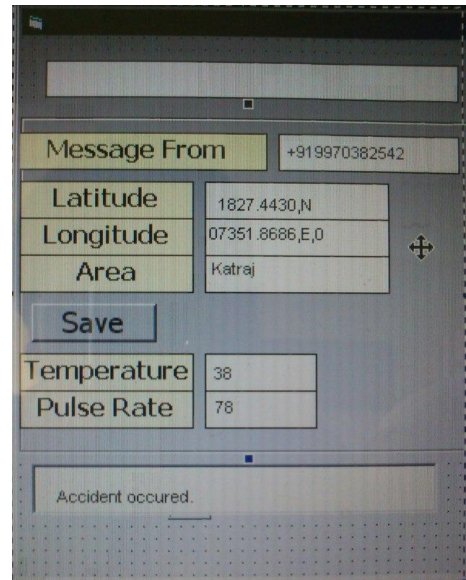 Message From +919970382542
Latitude 1827.4430,N
Longitude 07351.8686,E,0
Area Katraj
Save
Temperature 38
Pulse Rate 78
Accident occured.